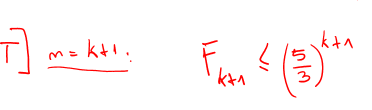 T] n = k+1: F_{k+1} ≤ (5/3)^{k+1}